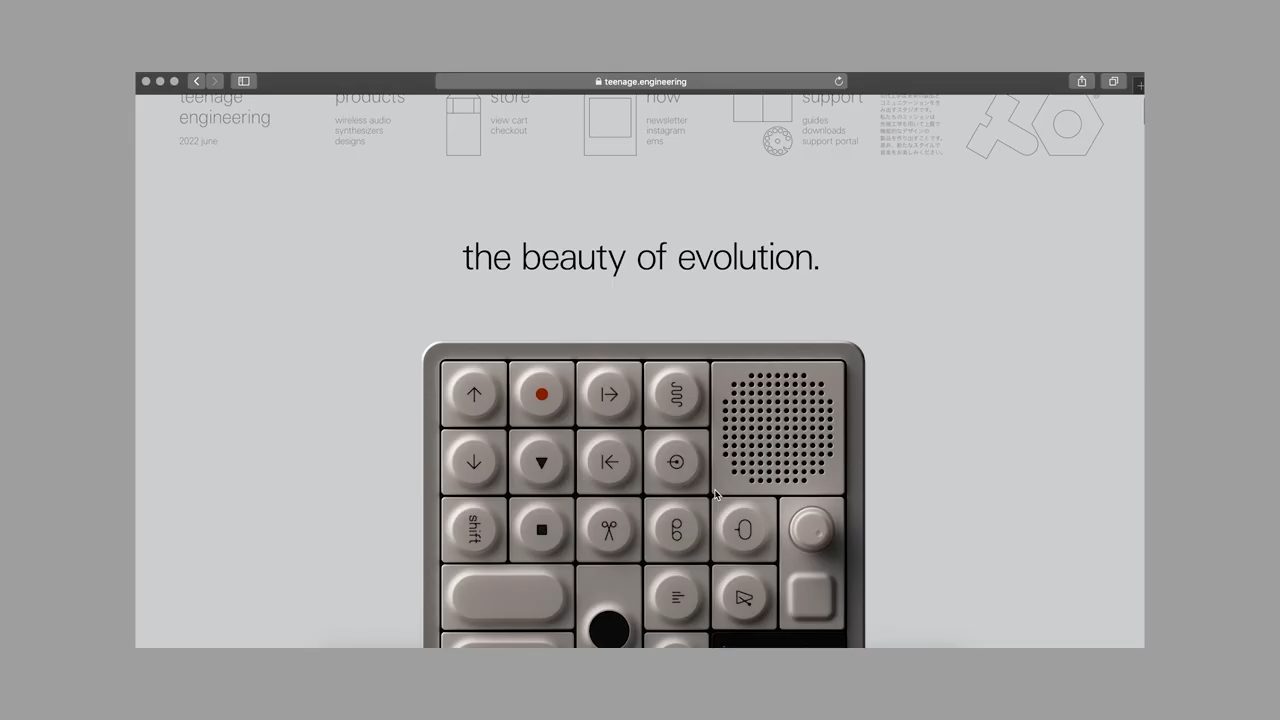 teenage.engineering
teenage
engineering
2022 june
products
wireless audio
synthesizers
designs
store
view cart
checkout
now
newsletter
instagram
ems
support
guides
downloads
support portal
the beauty of evolution.
shift